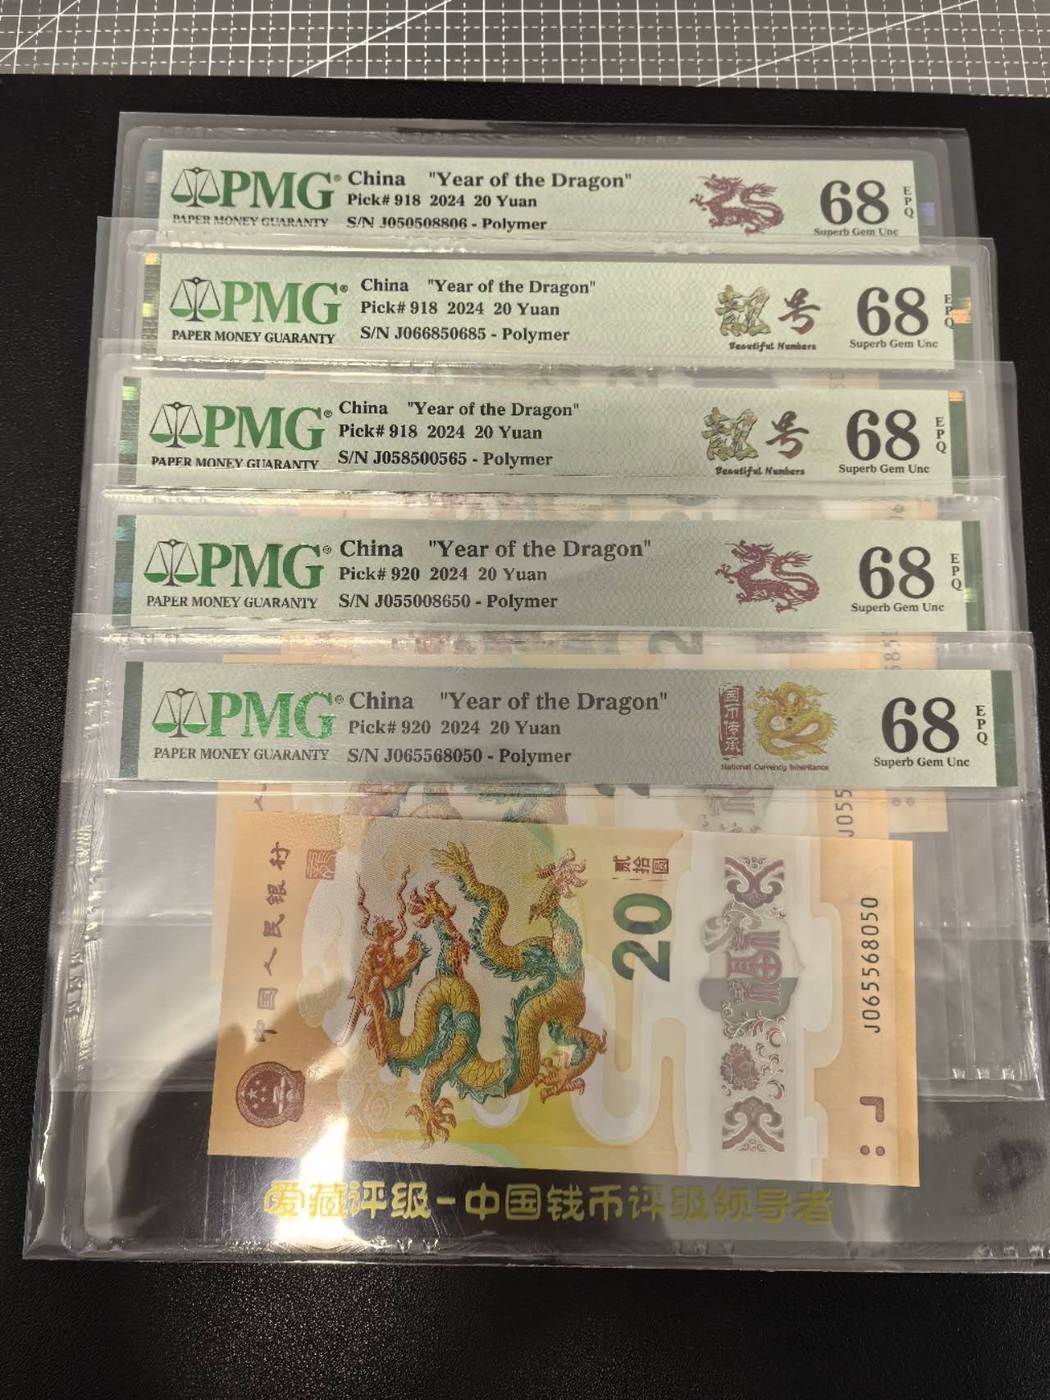 PMG® China "Year of the Dragon"
Pick# 918 2024 20 Yuan
PAPER MONEY GUARANTY S/N J050508806 - Polymer
68 EPQ
Superb Gem Unc
PMG® China "Year of the Dragon"
Pick# 918 2024 20 Yuan
PAPER MONEY GUARANTY S/N J066850685 - Polymer
靓号
Beautiful Numbers
68 EPQ
Superb Gem Unc
PMG® China "Year of the Dragon"
Pick# 918 2024 20 Yuan
PAPER MONEY GUARANTY S/N J058500565 - Polymer
靓号
Beautiful Numbers
68 EPQ
Superb Gem Unc
PMG® China "Year of the Dragon"
Pick# 920 2024 20 Yuan
PAPER MONEY GUARANTY S/N J055008650 - Polymer
68 EPQ
Superb Gem Unc
PMG® China "Year of the Dragon"
Pick# 920 2024 20 Yuan
PAPER MONEY GUARANTY S/N J065568050 - Polymer
国币传承
National Currency Inheritance
68 EPQ
Superb Gem Unc
J055
中国人民银行
贰拾圆
20
J065568050
爱藏评级-中国钱币评级领导者